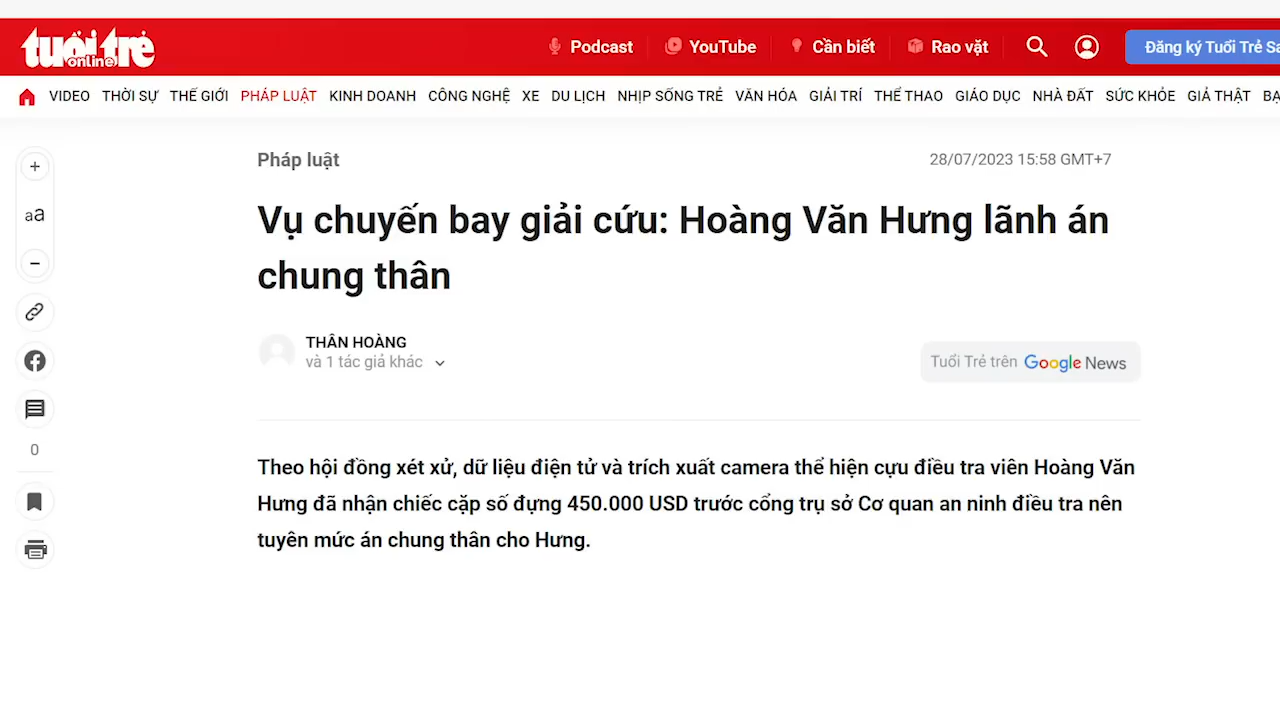 tuổi trẻ
online
Podcast
YouTube
Cần biết
Rao vặt
Đăng ký Tuổi Trẻ Sa
VIDEO THỜI SỰ THẾ GIỚI PHÁP LUẬT KINH DOANH CÔNG NGHỆ XE DU LỊCH NHỊP SỐNG TRẺ VĂN HÓA GIẢI TRÍ THỂ THAO GIÁO DỤC NHÀ ĐẤT SỨC KHỎE GIẢ THẬT BẠ
+
aA
−
0
Pháp luật
28/07/2023 15:58 GMT+7
Vụ chuyến bay giải cứu: Hoàng Văn Hưng lãnh án
chung thân
THÂN HOÀNG
và 1 tác giả khác
Tuổi Trẻ trên Google News
Theo hội đồng xét xử, dữ liệu điện tử và trích xuất camera thể hiện cựu điều tra viên Hoàng Văn
Hưng đã nhận chiếc cặp số đựng 450.000 USD trước cổng trụ sở Cơ quan an ninh điều tra nên
tuyên mức án chung thân cho Hưng.